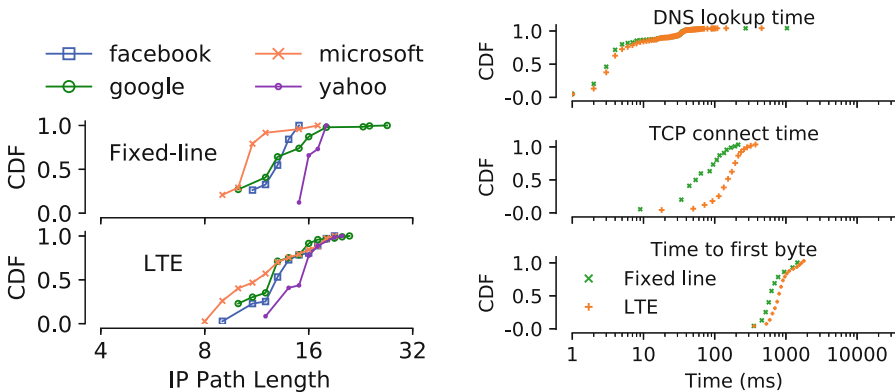 facebook
google
microsoft
yahoo
CDF
1.0
0.5
0.0
Fixed-line
CDF
1.0
0.5
0.0
LTE
4
8
16
32
IP Path Length
DNS lookup time
CDF
1.0
0.5
-0.0
TCP connect time
CDF
1.0
0.5
-0.0
Time to first byte
CDF
1.0
0.5
-0.0
Fixed line
LTE
1
10
100
1000
10000
Time (ms)